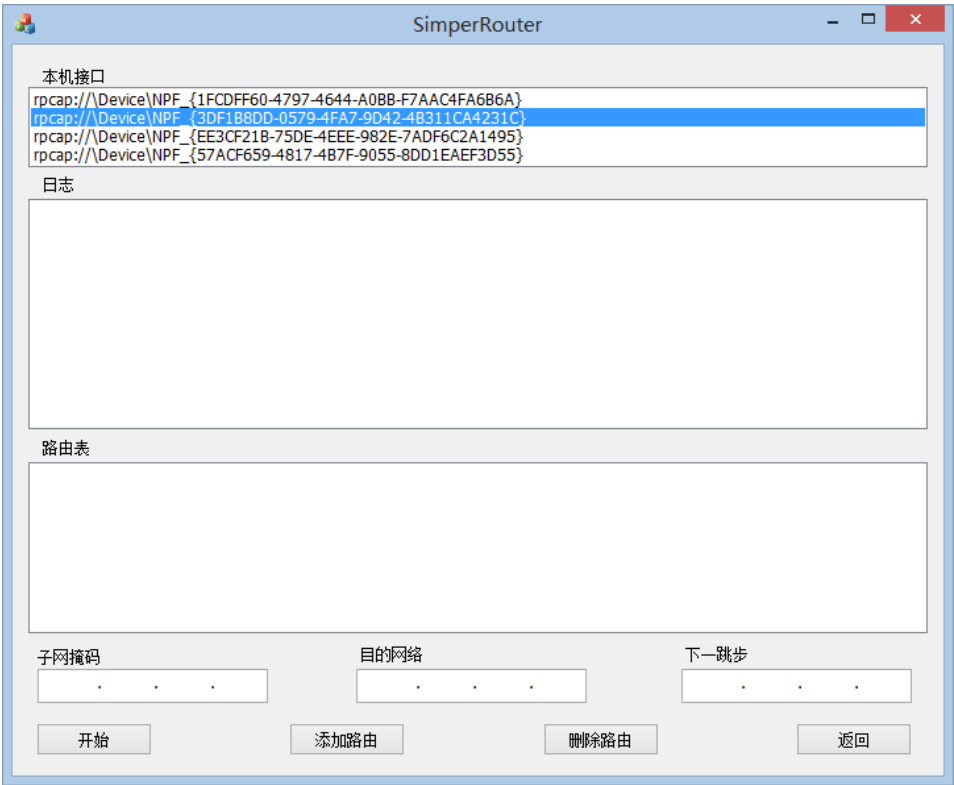 SimperRouter
本机接口
rpcap://\Device\NPF_{1FCDFF60-4797-4644-A0BB-F7AAC4FA6B6A}
rpcap://\Device\NPF_{3DF1B8DD-0579-4FA7-9D42-4B311CA4231C}
rpcap://\Device\NPF_{EE3CF21B-75DE-4EEE-982E-7ADF6C2A1495}
rpcap://\Device\NPF_{57ACF659-4817-4B7F-9055-8DD1EAEF3D55}
日志
路由表
子网掩码 目的网络 下一跳步
. . . . . . . . .
开始 添加路由 删除路由 返回